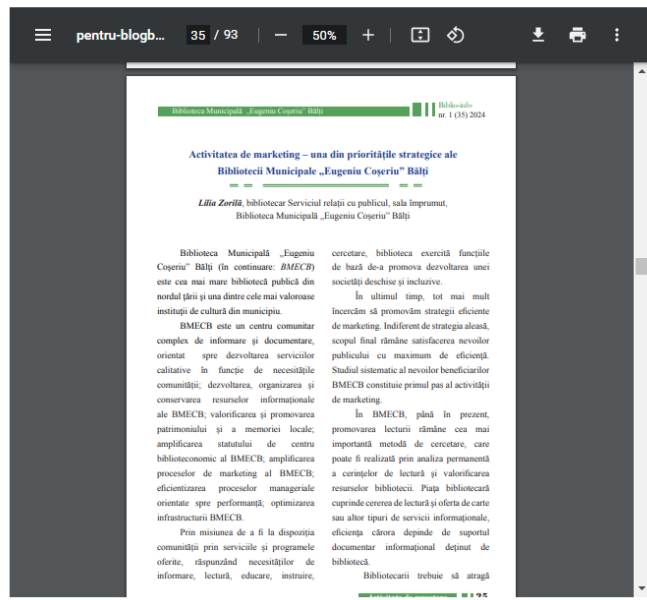 pentru-blogb... 35 / 93 50%
Biblioteca Municipală „Eugeniu Coșeriu” Bălți
Biblio-info
nr. 1 (35) 2024
Activitatea de marketing – una din prioritățile strategice ale
Bibliotecii Municipale „Eugeniu Coșeriu” Bălți
Lilia Zorilă, bibliotecar Serviciul relații cu publicul, sala împrumut,
Biblioteca Municipală „Eugeniu Coșeriu” Bălți
Biblioteca Municipală „Eugeniu
Coșeriu” Bălți (în continuare: BMECB)
este cea mai mare bibliotecă publică din
nordul țării și una dintre cele mai valoroase
instituții de cultură din municipiu.
BMECB este un centru comunitar
complex de informare și documentare,
orientat spre dezvoltarea serviciilor
calitative în funcție de necesitățile
comunității; dezvoltarea, organizarea și
conservarea resurselor informaționale
ale BMECB; valorificarea și promovarea
patrimoniului și a memoriei locale;
amplificarea statutului de centru
biblioteconomic al BMECB; amplificarea
proceselor de marketing al BMECB;
eficientizarea proceselor manageriale
orientate spre performanță; optimizarea
infrastructurii BMECB.
Prin misiunea de a fi la dispoziția
comunității prin serviciile și programele
oferite, răspunzând necesităților de
informare, lectură, educare, instruire,
cercetare, biblioteca exercită funcțiile
de bază de-a promova dezvoltarea unei
societăți deschise și incluzive.
În ultimul timp, tot mai mult
încercăm să promovăm strategii eficiente
de marketing. Indiferent de strategia aleasă,
scopul final rămâne satisfacerea nevoilor
publicului cu maximum de eficiență.
Studiul sistematic al nevoilor beneficiarilor
BMECB constituie primul pas al activității
de marketing.
În BMECB, până în prezent,
promovarea lecturii rămâne cea mai
importantă metodă de cercetare, care
poate fi realizată prin analiza permanentă
a cerințelor de lectură și valorificarea
resurselor bibliotecii. Piața bibliotecară
cuprinde cererea de lectură și oferta de carte
sau altor tipuri de servicii informaționale,
eficiența cărora depinde de suportul
documentar informațional deținut de
bibliotecă.
Bibliotecarii trebuie să atragă